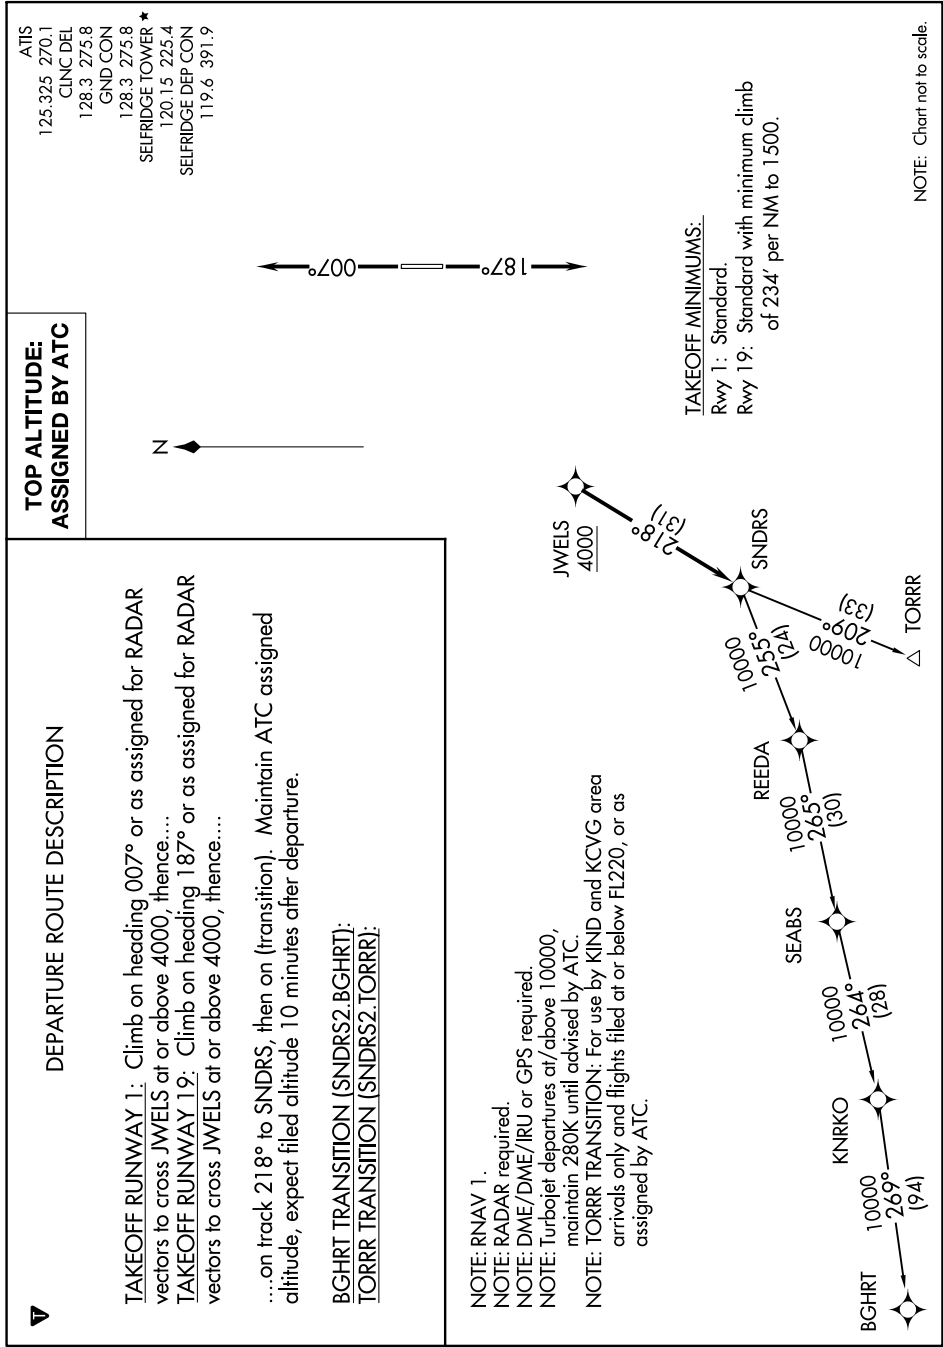 DEPARTURE ROUTE DESCRIPTION
T
TAKEOFF RUNWAY 1: Climb on heading 007° or as assigned for RADAR
vectors to cross JWELS at or above 4000, thence....
TAKEOFF RUNWAY 19: Climb on heading 187° or as assigned for RADAR
vectors to cross JWELS at or above 4000, thence....
....on track 218° to SNDRS, then on (transition). Maintain ATC assigned
altitude, expect filed altitude 10 minutes after departure.
BGHRT TRANSITION (SNDRS2.BGHRT):
TORRR TRANSITION (SNDRS2.TORRR):
TOP ALTITUDE:
ASSIGNED BY ATC
ATIS
125.325 270.1
CLNC DEL
128.3 275.8
GND CON
128.3 275.8
SELFRIDGE TOWER ★
120.15 225.4
SELFRIDGE DEP CON
119.6 391.9
N
007°
187°
NOTE: RNAV 1.
NOTE: RADAR required.
NOTE: DME/DME/IRU or GPS required.
NOTE: Turbojet departures at/above 10000,
maintain 280K until advised by ATC.
NOTE: TORRR TRANSITION: For use by KIND and KCVG area
arrivals only and flights filed at or below FL220, or as
assigned by ATC.
JWELS
4000
218°
(31)
SNDRS
10000
209°
(33)
TORRR
10000
255°
(24)
REEDA
10000
265°
(30)
SEABS
10000
264°
(28)
KNRKO
10000
269°
(94)
BGHRT
TAKEOFF MINIMUMS:
Rwy 1: Standard.
Rwy 19: Standard with minimum climb
of 234' per NM to 1500.
NOTE: Chart not to scale.